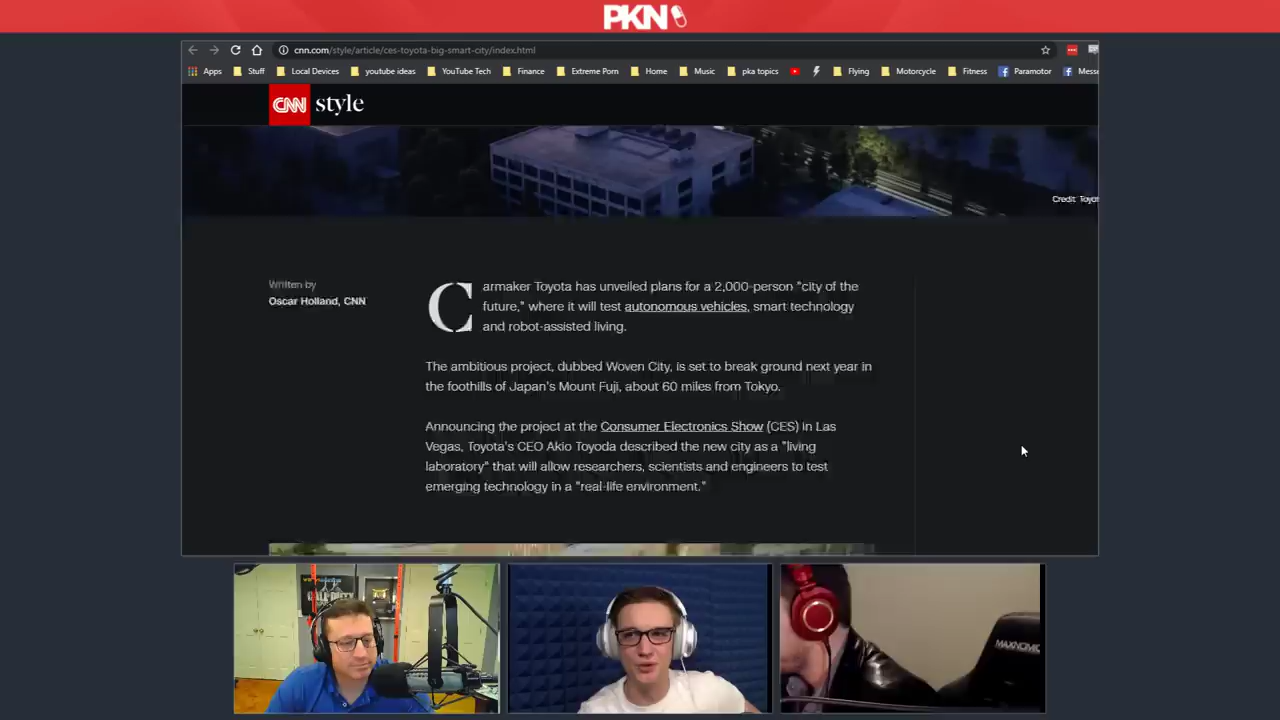 PKN
cnn.com/style/article/ces-toyota-big-smart-city/index.html
Apps Stuff Local Devices youtube ideas YouTube Tech Finance Extreme Porn Home Music pka topics Flying Motorcycle Fitness Paramotor Mess
CNN style
Credit: Toyot
Written by
Oscar Holland, CNN
Carmaker Toyota has unveiled plans for a 2,000-person "city of the
future," where it will test autonomous vehicles, smart technology
and robot-assisted living.
The ambitious project, dubbed Woven City, is set to break ground next year in
the foothills of Japan's Mount Fuji, about 60 miles from Tokyo.
Announcing the project at the Consumer Electronics Show (CES) in Las
Vegas, Toyota's CEO Akio Toyoda described the new city as a "living
laboratory" that will allow researchers, scientists and engineers to test
emerging technology in a "real-life environment."
CALL OF DUTY
MAXNOMIC